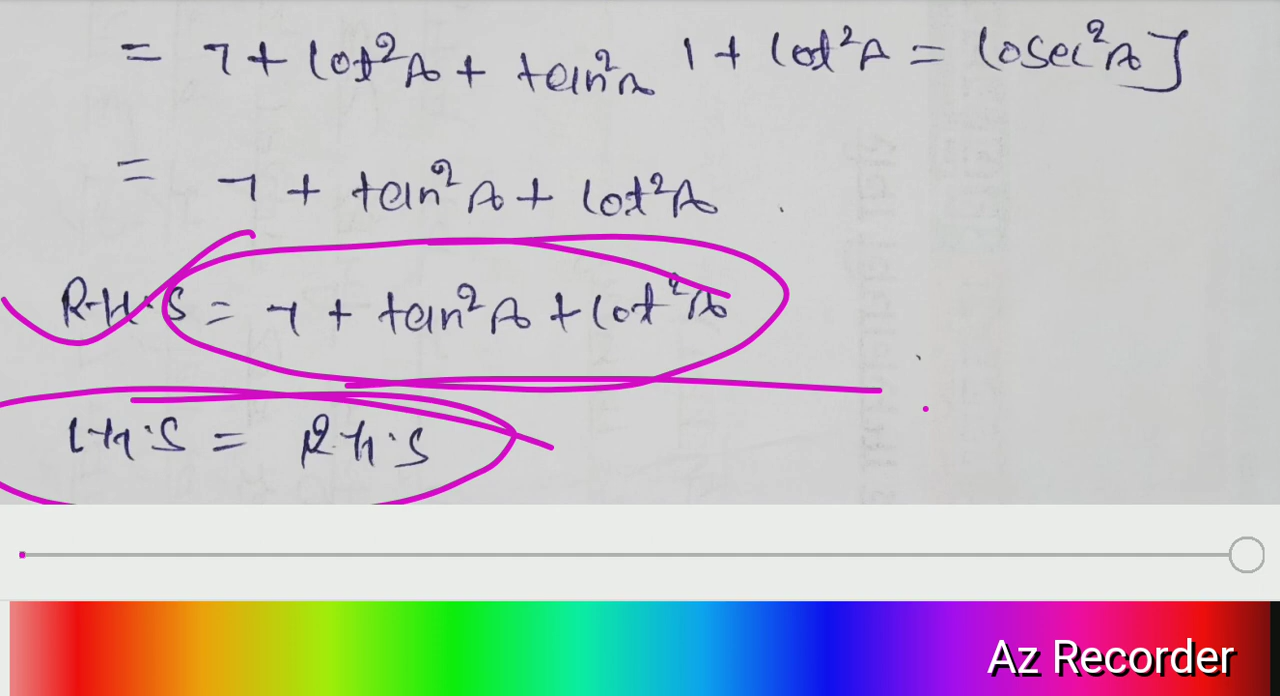 = 7 + cot²A + tan²A 1 + cot²A = cosec²A]
= 7 + tan²A + cot²A
R.H.S = 7 + tan²A + cot²A
L.H.S = R.H.S
Az Recorder